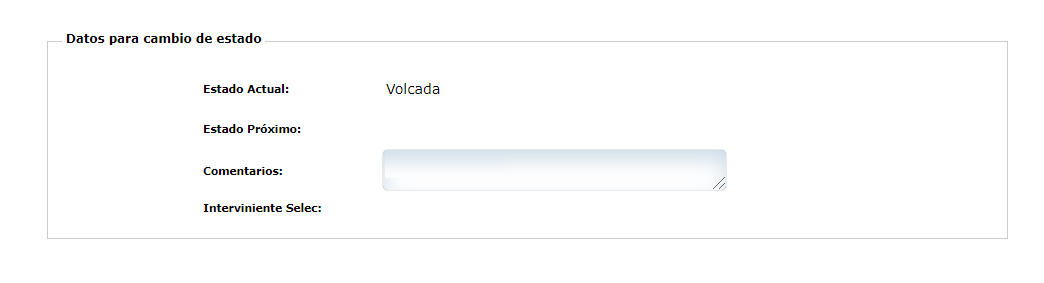 Datos para cambio de estado
Estado Actual: Volcada
Estado Próximo:
Comentarios:
Interviniente Selec: